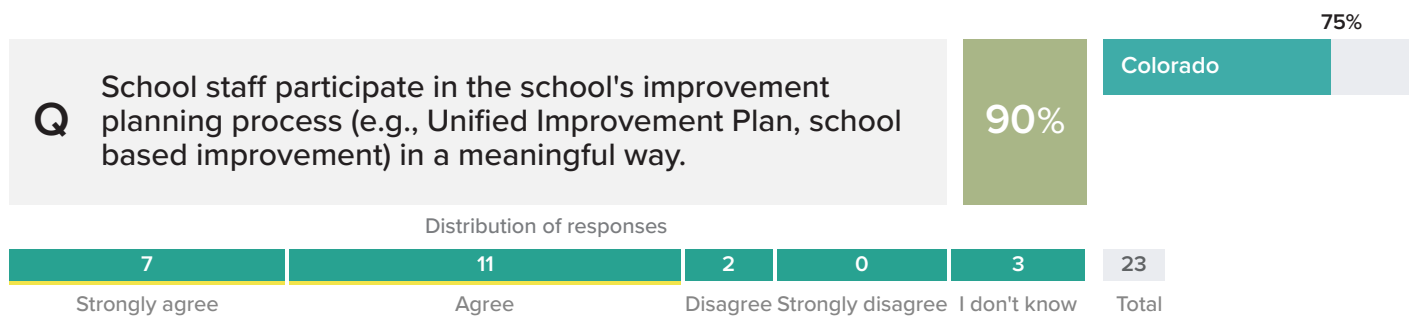 75%
Q
School staff participate in the school's improvement
planning process (e.g., Unified Improvement Plan, school
based improvement) in a meaningful way.
90%
Colorado
Distribution of responses
7 11 2 0 3 23
Strongly agree Agree Disagree Strongly disagree I don't know Total